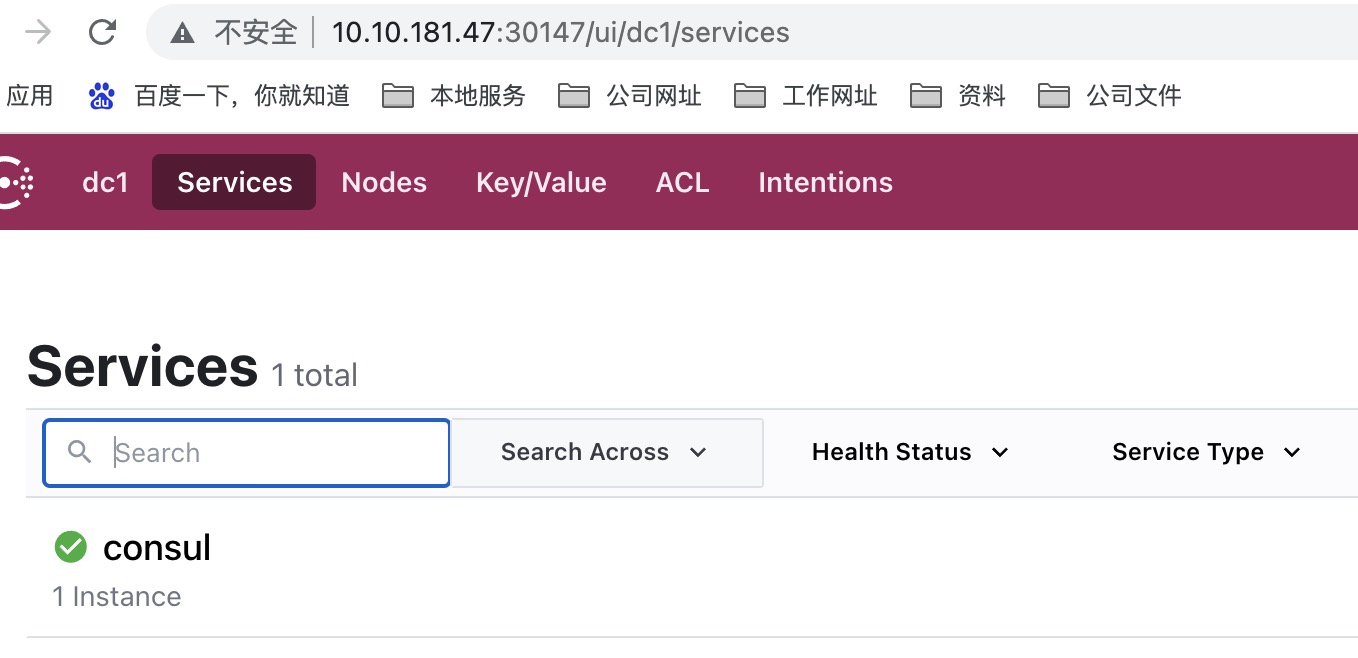 不安全 10.10.181.47:30147/ui/dc1/services
应用 百度一下，你就知道 本地服务 公司网址 工作网址 资料 公司文件
dc1 Services Nodes Key/Value ACL Intentions
Services 1 total
Search Search Across Health Status Service Type
consul
1 Instance